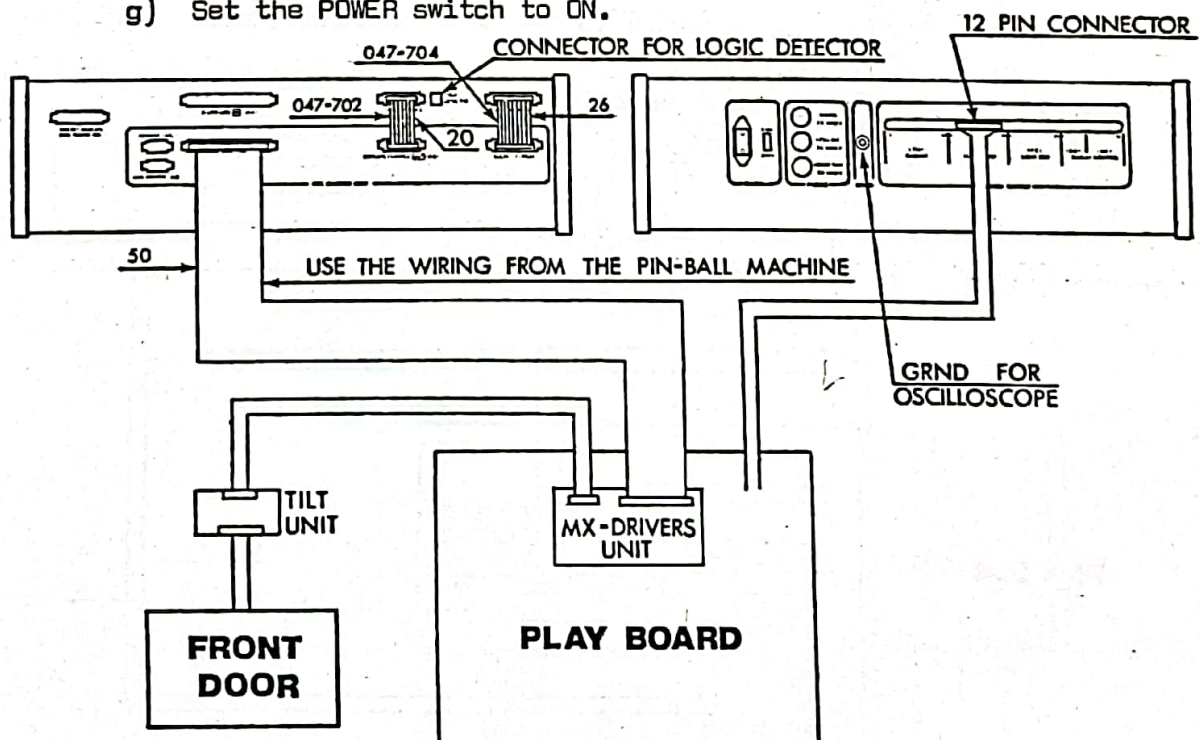 g) Set the POWER switch to ON.
12 PIN CONNECTOR
047-704
CONNECTOR FOR LOGIC DETECTOR
047-702
26
20
50
USE THE WIRING FROM THE PIN-BALL MACHINE
GRND FOR
OSCILLOSCOPE
TILT
UNIT
MX-DRIVERS
UNIT
FRONT
DOOR
PLAY BOARD